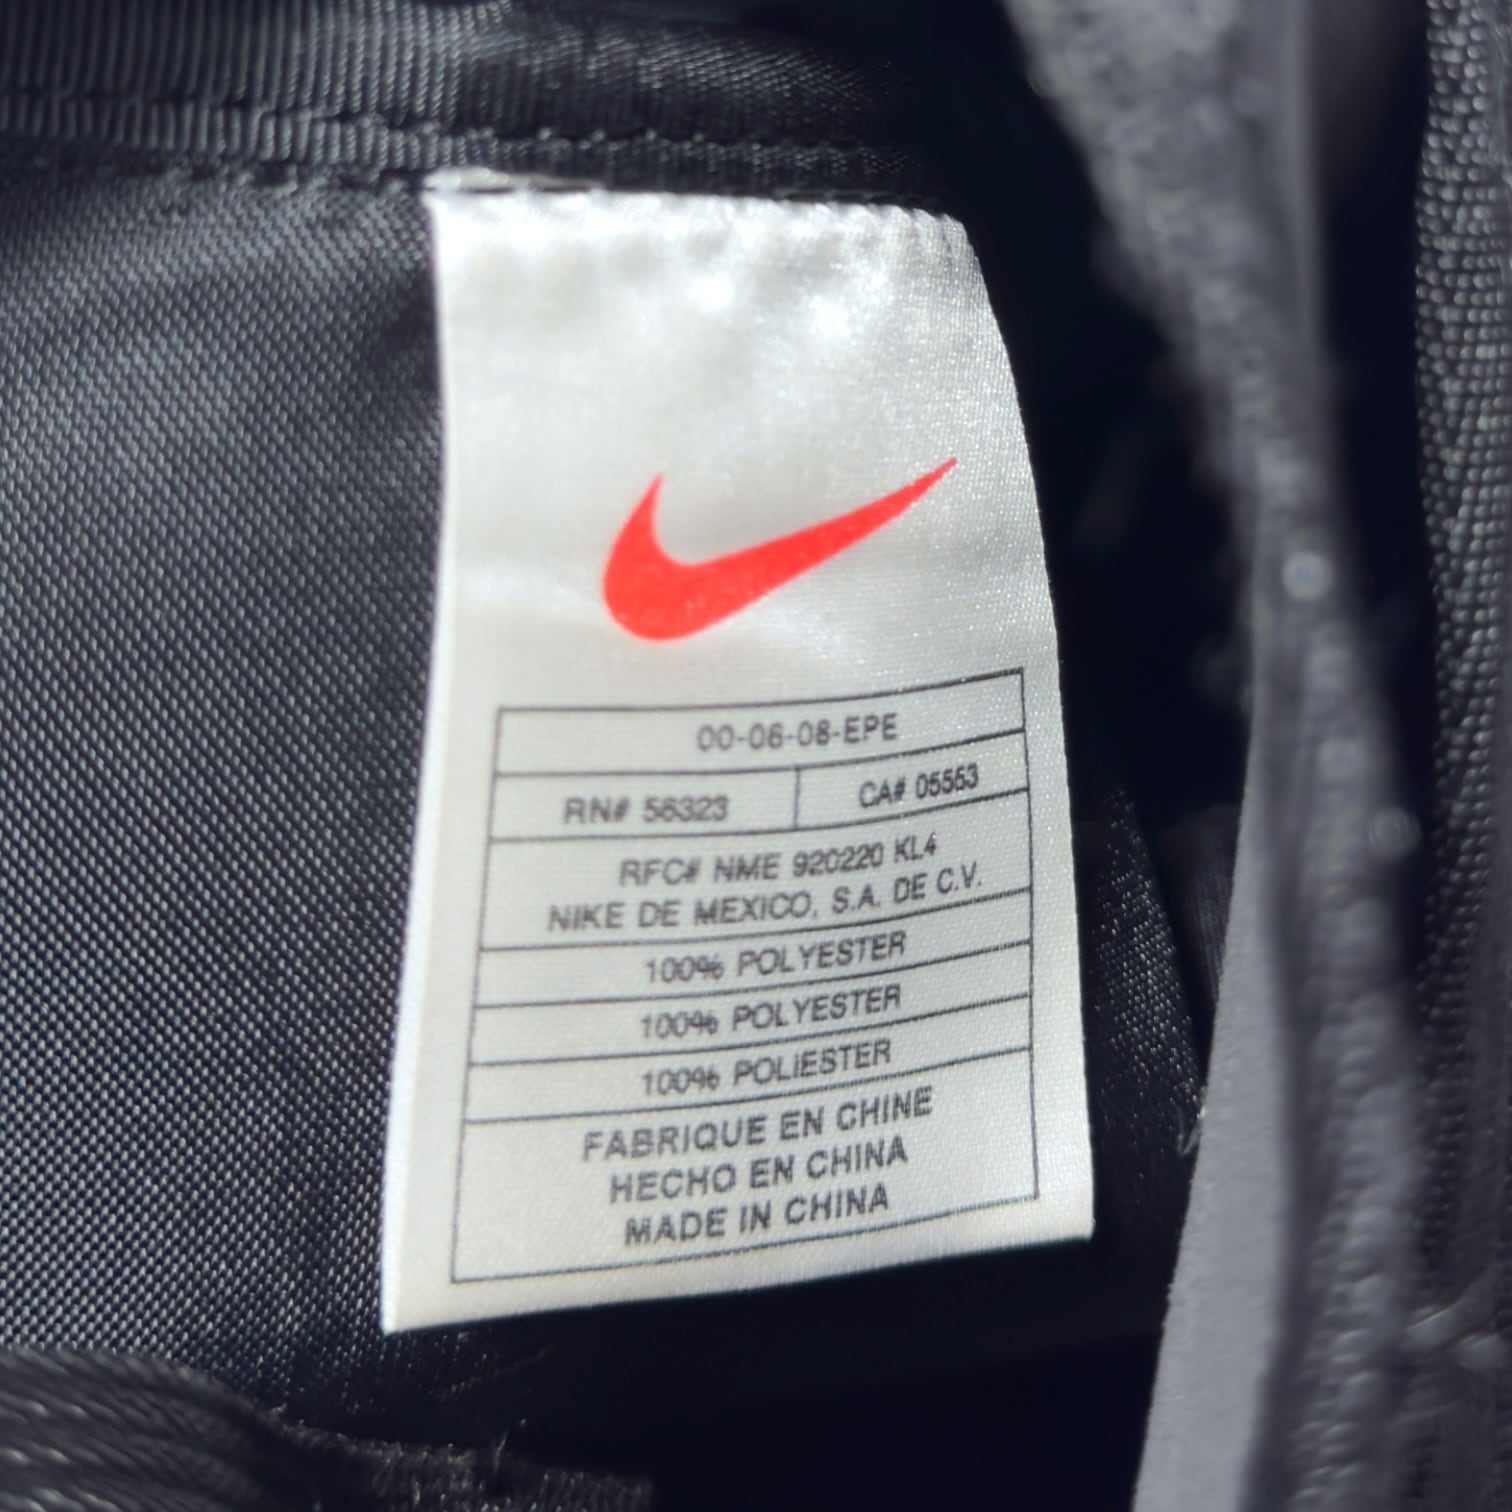 00-06-08-EPE
RN# 56323 CA# 05553
RFC# NME 920220 KL4
NIKE DE MEXICO, S.A. DE C.V.
100% POLYESTER
100% POLYESTER
100% POLIESTER
FABRIQUE EN CHINE
HECHO EN CHINA
MADE IN CHINA